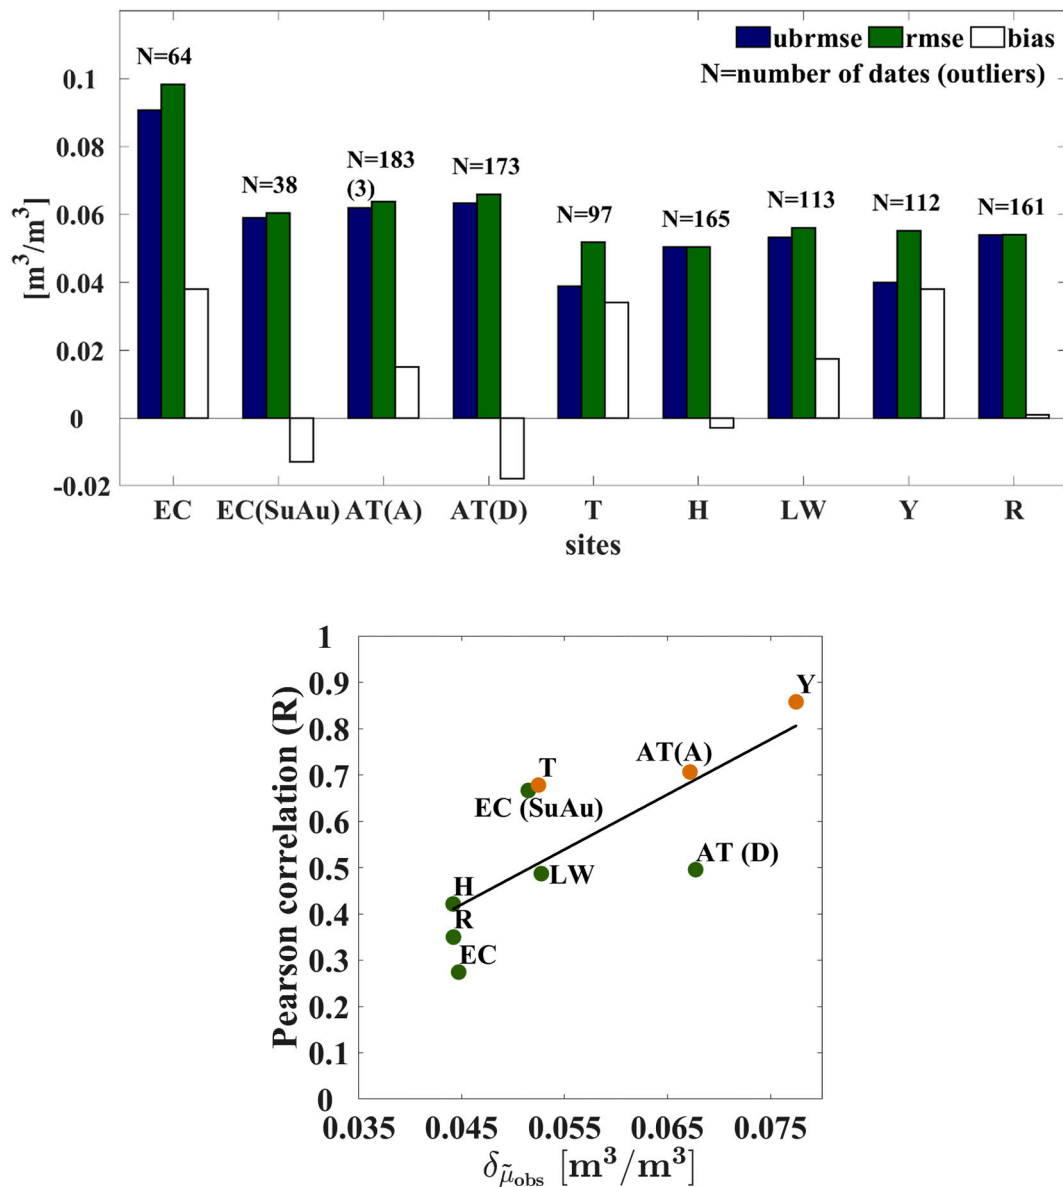 ubrmse rmse bias
N=number of dates (outliers)
N=64
N=38
N=183
(3)
N=173
N=97
N=165
N=113
N=112
N=161
[m³/m³]
0.1
0.08
0.06
0.04
0.02
0
-0.02
EC EC(SuAu) AT(A) AT(D) T H LW Y R
sites
Pearson correlation (R)
1
0.9
0.8
0.7
0.6
0.5
0.4
0.3
0.2
0.1
0
Y
AT(A)
T
EC (SuAu)
AT (D)
LW
H
R
EC
0.035 0.045 0.055 0.065 0.075
δ_μ̃obs [m³/m³]